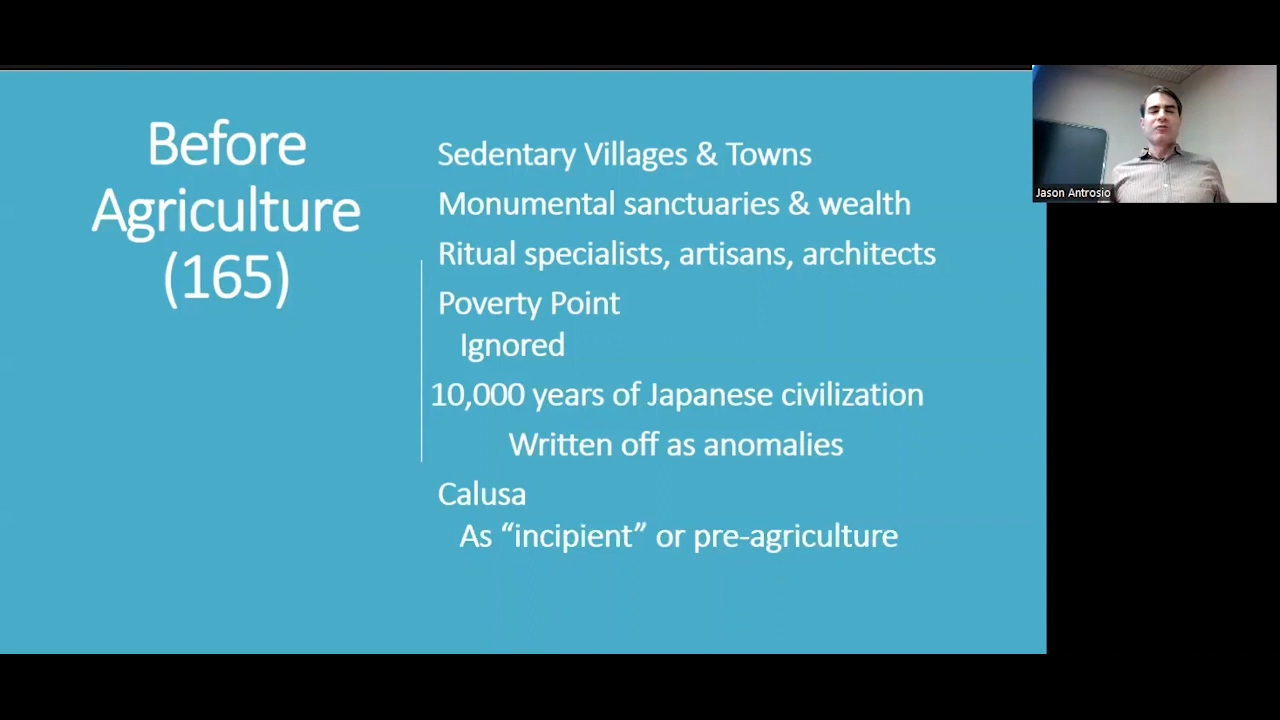 Before
Agriculture
(165)
Sedentary Villages & Towns
Monumental sanctuaries & wealth
Ritual specialists, artisans, architects
Poverty Point
Ignored
10,000 years of Japanese civilization
Written off as anomalies
Calusa
As “incipient” or pre-agriculture
Jason Antrosio